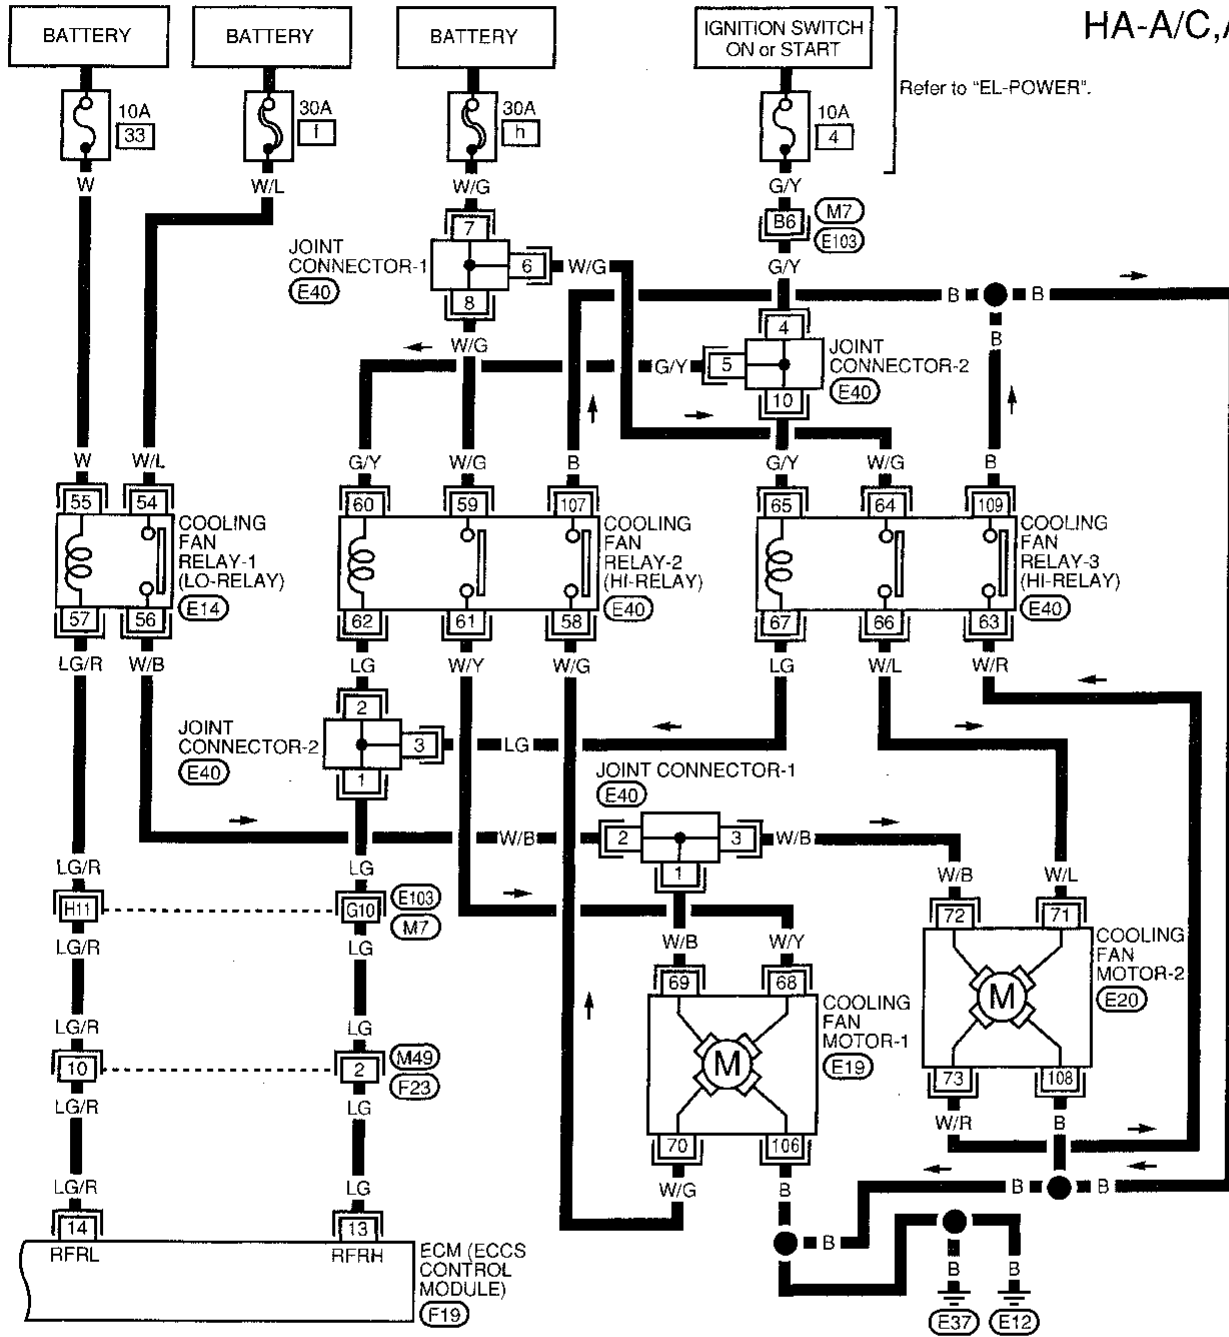 HA-A/C,A
BATTERY
BATTERY
BATTERY
IGNITION SWITCH
ON or START
Refer to "EL-POWER".
10A
33
30A
f
30A
h
10A
4
W
W/L
W/G
G/Y
B6
M7
E103
G/Y
7
JOINT
CONNECTOR-1
E40
6
W/G
8
W/G
B
B
B
4
5
G/Y
JOINT
CONNECTOR-2
E40
10
W
W/L
G/Y
W/G
B
G/Y
W/G
B
55
54
60
59
107
65
64
109
COOLING
FAN
RELAY-1
(LO-RELAY)
E14
COOLING
FAN
RELAY-2
(HI-RELAY)
E40
COOLING
FAN
RELAY-3
(HI-RELAY)
E40
57
56
62
61
58
67
66
63
LG/R
W/B
LG
W/Y
W/G
LG
W/L
W/R
2
JOINT
CONNECTOR-2
E40
3
LG
1
JOINT CONNECTOR-1
E40
W/B
2
3
W/B
1
LG/R
LG
W/B
W/L
H11
G10
E103
M7
72
71
LG/R
LG
W/B
W/Y
COOLING
FAN
MOTOR-2
E20
M
69
68
COOLING
FAN
MOTOR-1
E19
M
LG/R
LG
10
2
M49
F23
73
108
LG/R
LG
W/R
B
70
106
LG/R
LG
W/G
B
B
B
14
13
B
RFRL
RFRH
ECM (ECCS
CONTROL
MODULE)
F19
B
B
E37
E12